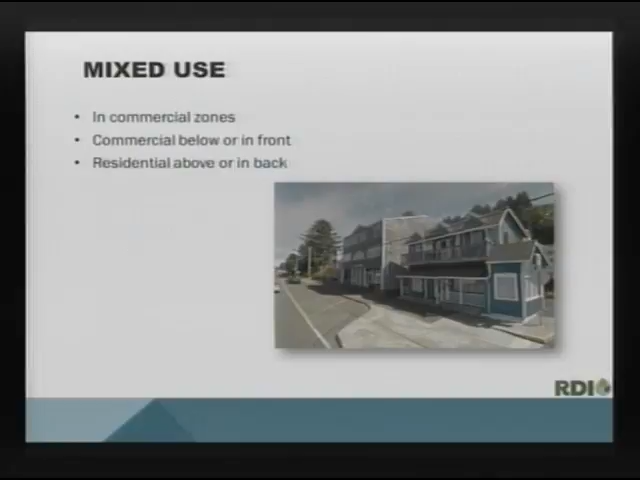 MIXED USE
• In commercial zones
• Commercial below or in front
• Residential above or in back
RDI